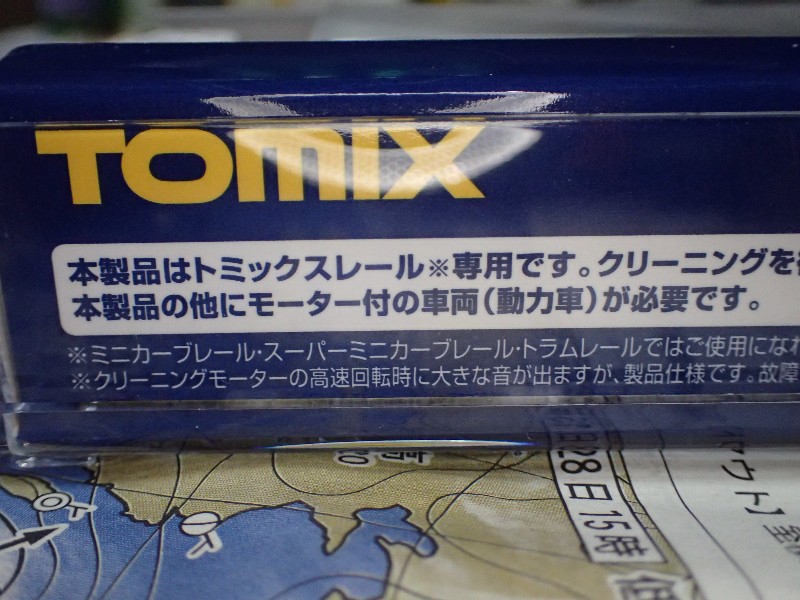 TOMIX
本製品はトミックスレール※専用です。クリーニングを
本製品の他にモーター付の車両(動力車)が必要です。
※ミニカーブレール・スーパーミニカーブレール・トラムレールではご使用になれ
※クリーニングモーターの高速回転時に大きな音が出ますが、製品仕様です。故障
高
28日15時
イアウト】
低